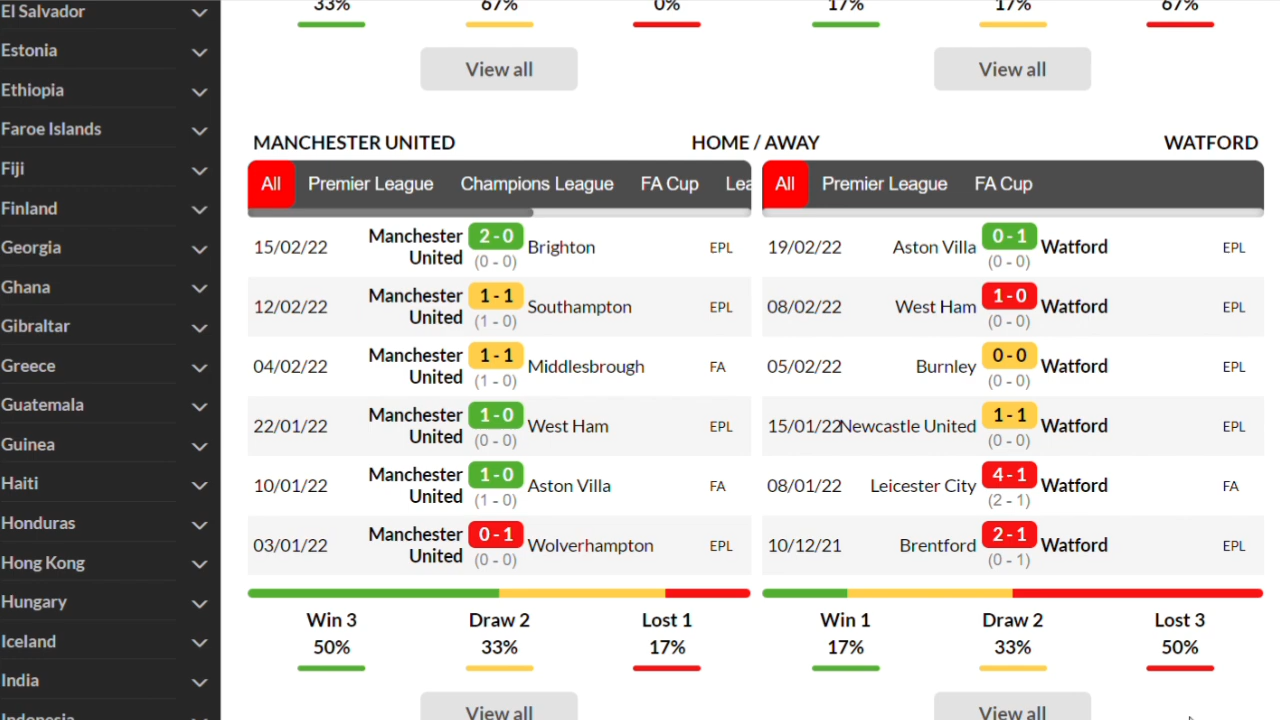 El Salvador
Estonia
Ethiopia
Faroe Islands
Fiji
Finland
Georgia
Ghana
Gibraltar
Greece
Guatemala
Guinea
Haiti
Honduras
Hong Kong
Hungary
Iceland
India
Indonesia
33% 67% 0% 17% 17% 67%
View all View all
MANCHESTER UNITED HOME / AWAY WATFORD
All Premier League Champions League FA Cup Lea
15/02/22 Manchester United 2 - 0 (0 - 0) Brighton EPL
12/02/22 Manchester United 1 - 1 (1 - 0) Southampton EPL
04/02/22 Manchester United 1 - 1 (1 - 0) Middlesbrough FA
22/01/22 Manchester United 1 - 0 (0 - 0) West Ham EPL
10/01/22 Manchester United 1 - 0 (1 - 0) Aston Villa FA
03/01/22 Manchester United 0 - 1 (0 - 0) Wolverhampton EPL
Win 3 Draw 2 Lost 1
50% 33% 17%
View all
All Premier League FA Cup
19/02/22 Aston Villa 0 - 1 (0 - 0) Watford EPL
08/02/22 West Ham 1 - 0 (0 - 0) Watford EPL
05/02/22 Burnley 0 - 0 (0 - 0) Watford EPL
15/01/22 Newcastle United 1 - 1 (0 - 0) Watford EPL
08/01/22 Leicester City 4 - 1 (2 - 1) Watford FA
10/12/21 Brentford 2 - 1 (0 - 1) Watford EPL
Win 1 Draw 2 Lost 3
17% 33% 50%
View all